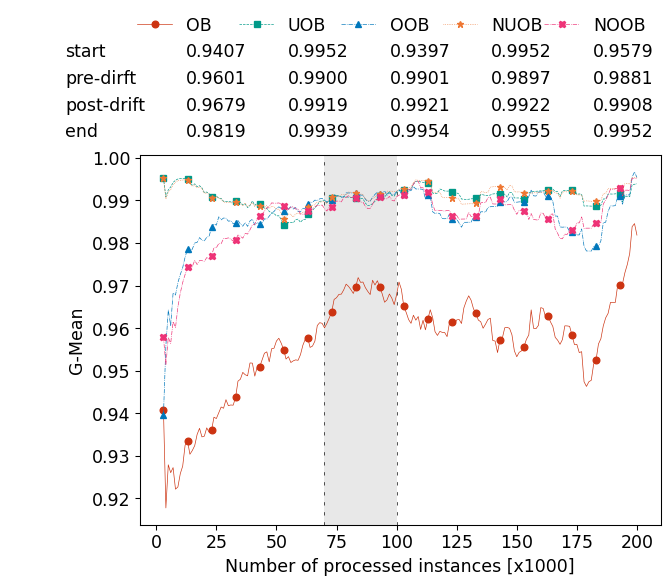 OB UOB OOB NUOB NOOB
start 0.9407 0.9952 0.9397 0.9952 0.9579
pre-dirft 0.9601 0.9900 0.9901 0.9897 0.9881
post-drift 0.9679 0.9919 0.9921 0.9922 0.9908
end 0.9819 0.9939 0.9954 0.9955 0.9952
1.00
0.99
0.98
0.97
0.96
0.95
0.94
0.93
0.92
G-Mean
0 25 50 75 100 125 150 175 200
Number of processed instances [x1000]